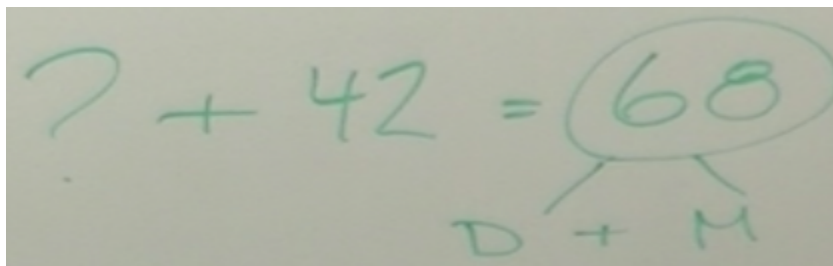 ? + 42 = 68
D + M